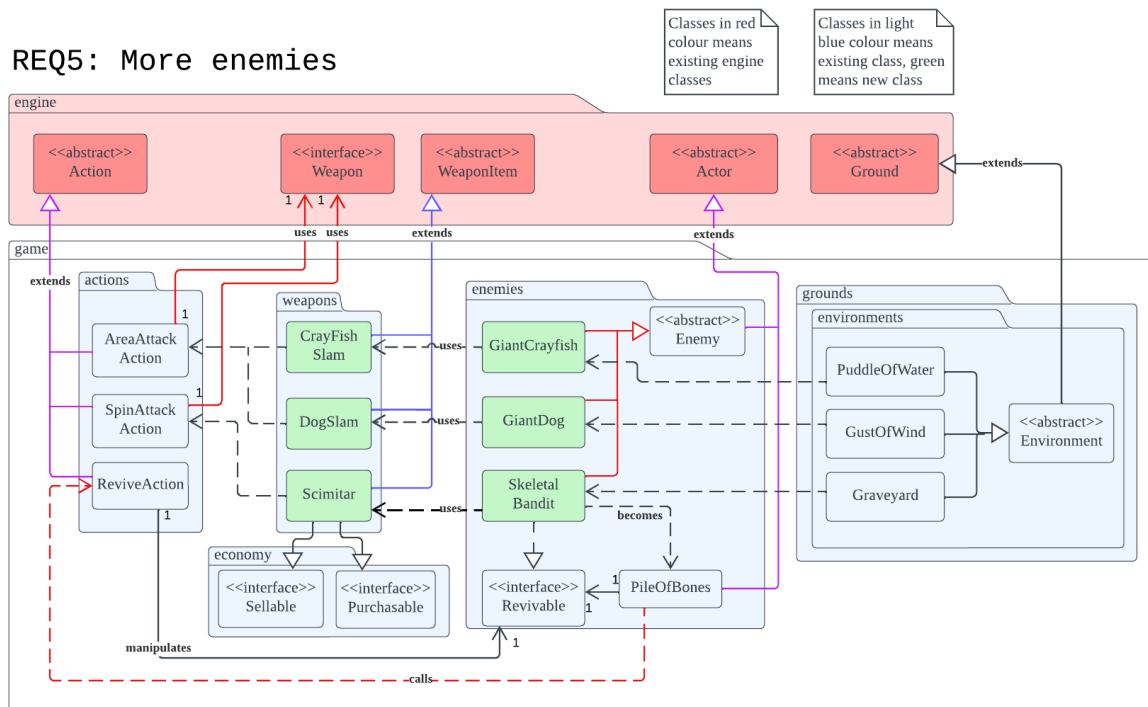 REQ5: More enemies
Classes in red
colour means
existing engine
classes
Classes in light
blue colour means
existing class, green
means new class
engine
<<abstract>>
Action
<<interface>>
Weapon
<<abstract>>
WeaponItem
<<abstract>>
Actor
<<abstract>>
Ground
extends
1
1
uses
uses
extends
extends
game
extends
actions
weapons
enemies
grounds
environments
1
AreaAttack
Action
CrayFish
Slam
uses
GiantCrayfish
<<abstract>>
Enemy
PuddleOfWater
1
SpinAttack
Action
DogSlam
uses
GiantDog
GustOfWind
<<abstract>>
Environment
ReviveAction
1
Scimitar
uses
Skeletal
Bandit
becomes
Graveyard
economy
<<interface>>
Sellable
<<interface>>
Purchasable
<<interface>>
Revivable
1
1
PileOfBones
manipulates
1
calls